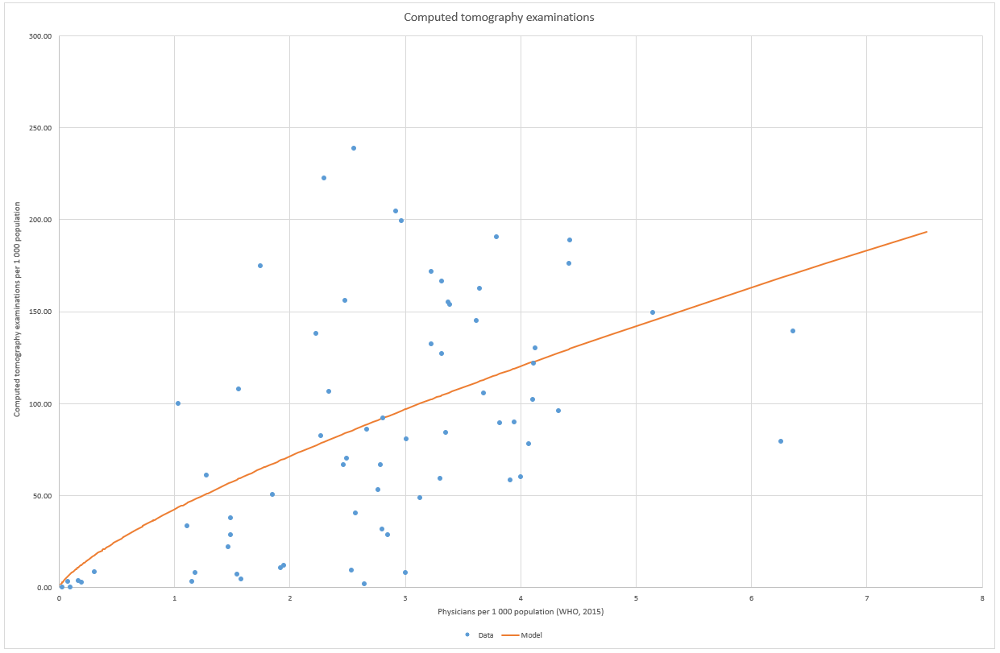 Computed tomography examinations
300.00
250.00
200.00
150.00
100.00
50.00
0.00
Computed tomography examinations per 1 000 population
0 1 2 3 4 5 6 7 8
Physicians per 1 000 population (WHO, 2015)
Data Model